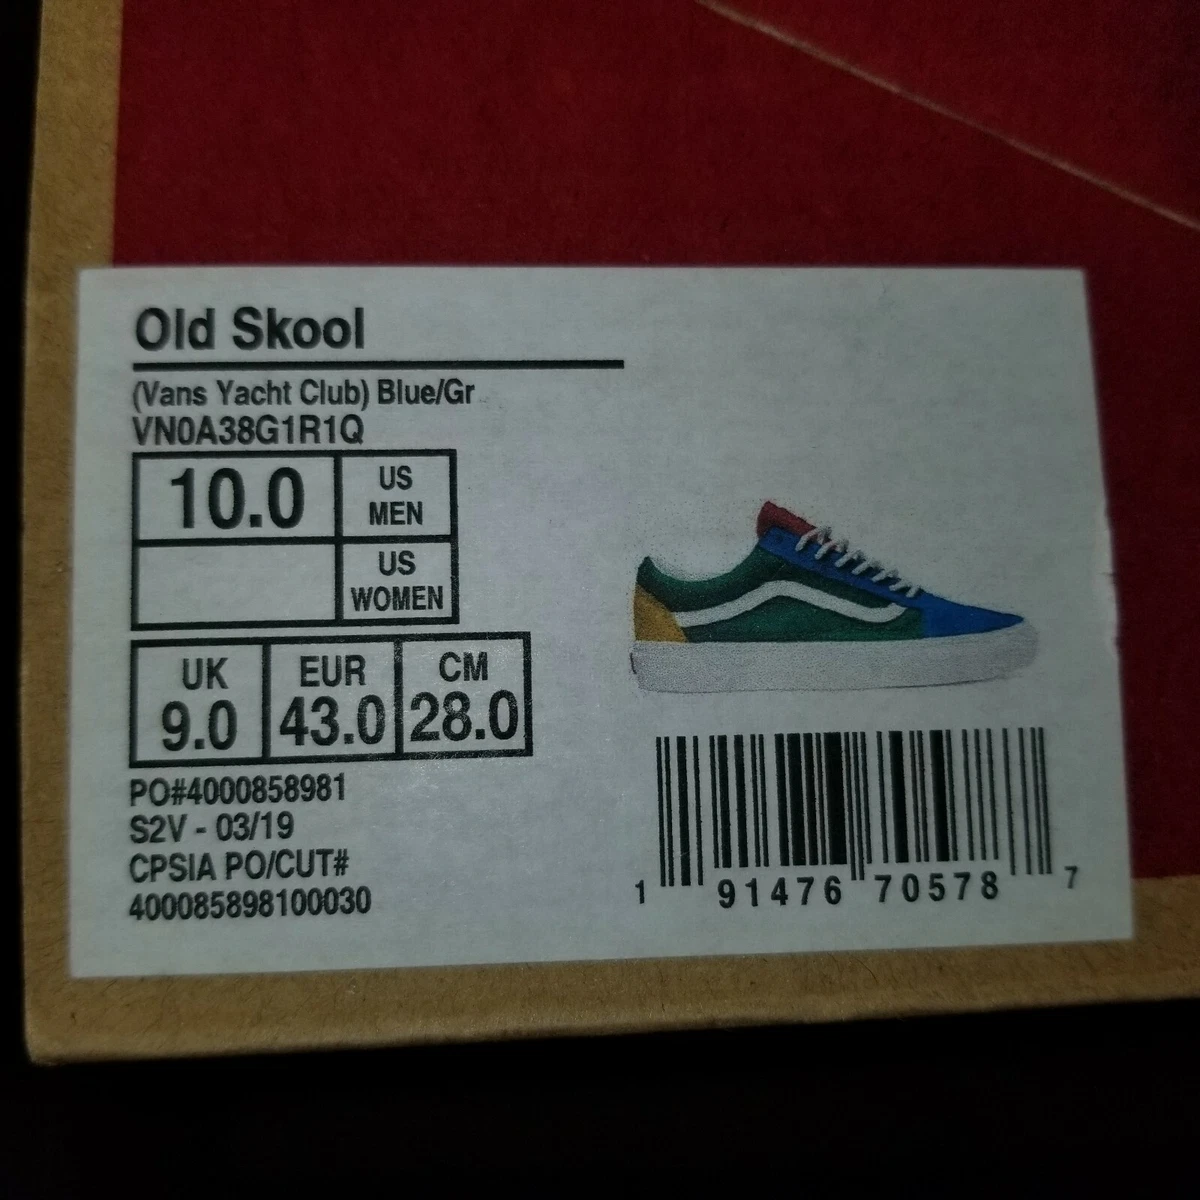 Old Skool
(Vans Yacht Club) Blue/Gr
VN0A38G1R1Q
10.0 US MEN
US WOMEN
UK EUR CM
9.0 43.0 28.0
PO#4000858981
S2V - 03/19
CPSIA PO/CUT#
400085898100030
1 91476 70578 7